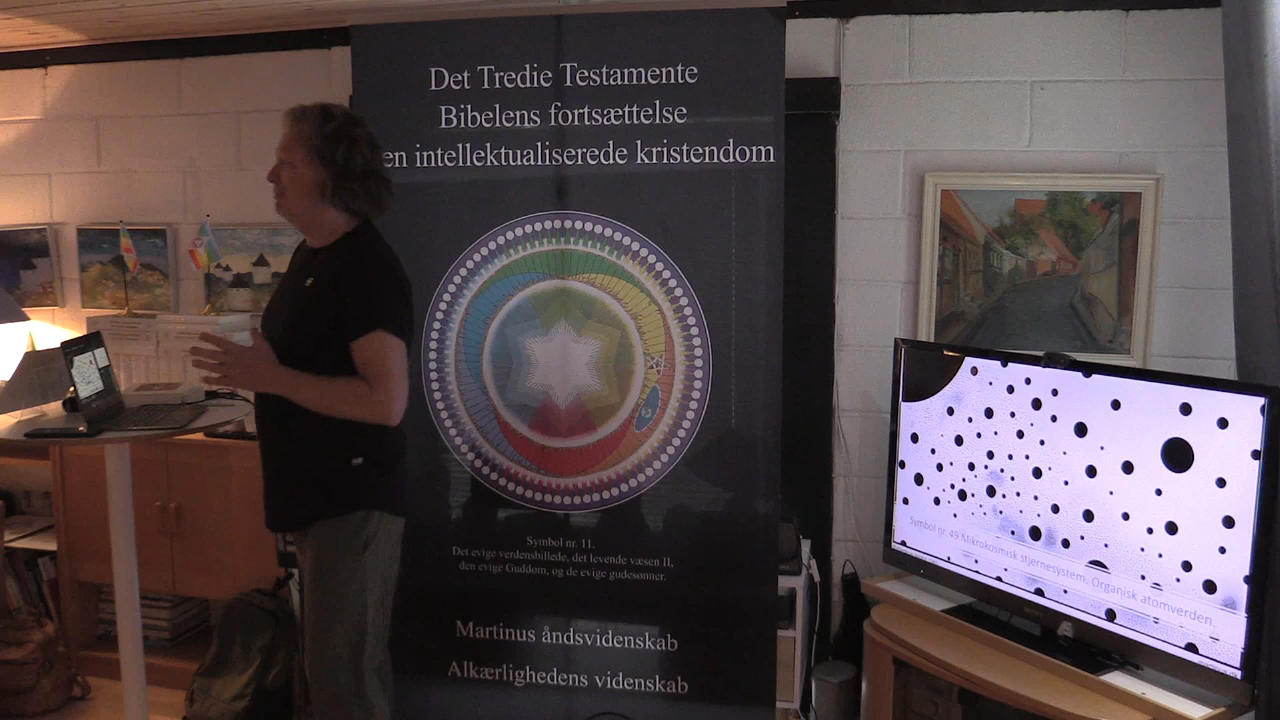 Det Tredie Testamente
Bibelens fortsættelse
en intellektualiserede kristendom
Symbol nr. 11.
Det evige verdensbillede, det levende væsen II,
den evige Guddom, og de evige gudesønner.
Martinus åndsvidenskab
Alkærlighedens videnskab
Symbol nr. 49 Mikrokosmisk stjernesystem. Organisk atomverden.